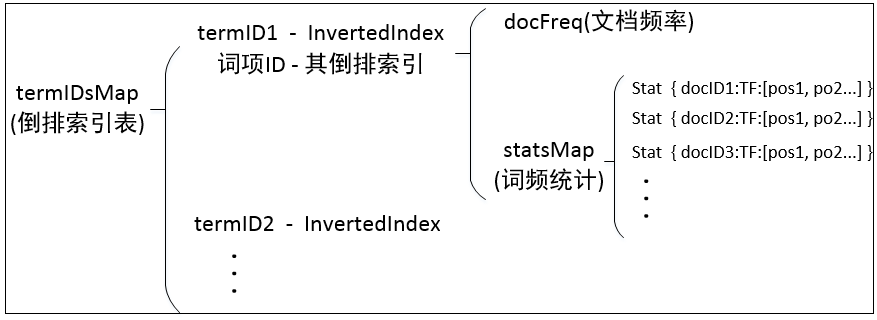 termIDsMap
(倒排索引表)
termID1 - InvertedIndex
词项ID - 其倒排索引
docFreq(文档频率)
statsMap
(词频统计)
Stat { docID1:TF:[pos1, po2...] }
Stat { docID2:TF:[pos1, po2...] }
Stat { docID3:TF:[pos1, po2...] }
termID2 - InvertedIndex